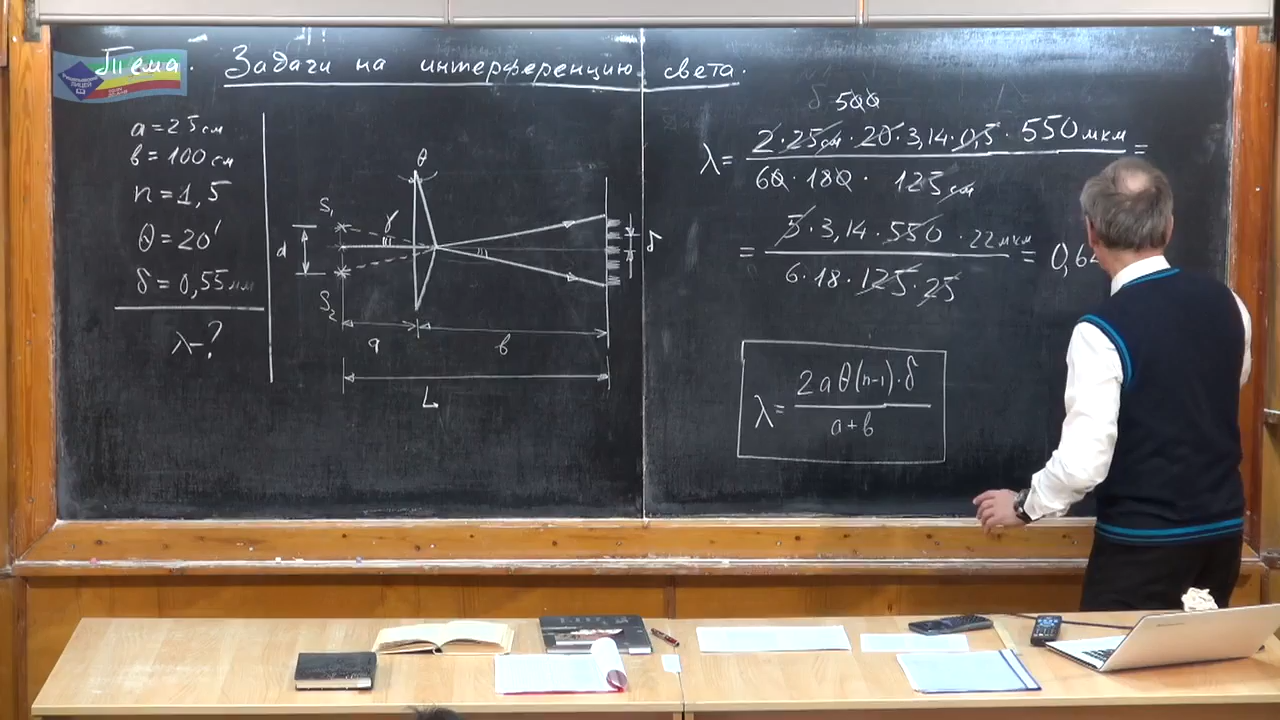 Тема. Задачи на интерференцию света.
a = 25 см
в = 100 см
n = 1,5
θ = 20'
δ = 0,55 мм
λ - ?
θ
S₁
γ
d
δ
S₂
a
в
L
500
λ = 2 · 25 см · 20 · 3,14 · 0,5 · 550 мкм =
60 · 180 · 125 см
= 5 · 3,14 · 550 · 22 мкм = 0,64
6 · 18 · 125 · 25
λ = 2 a θ (n-1) · δ
a + в